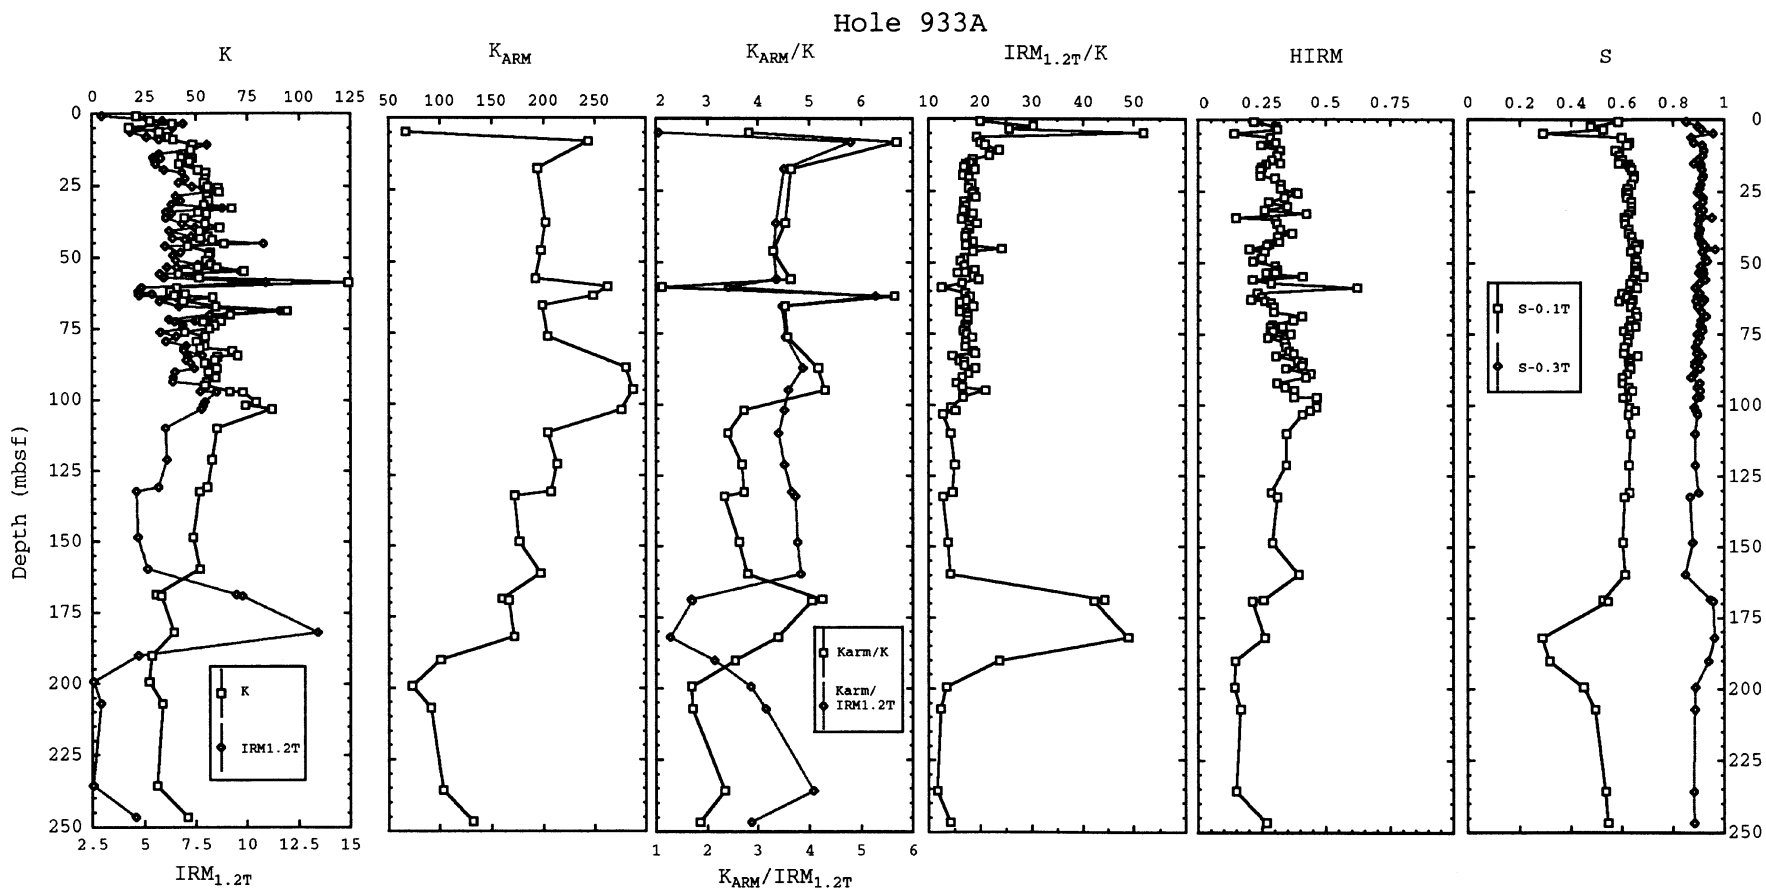 Hole 933A
K KARM KARM/K IRM1.2T/K HIRM S
0 25 50 75 100 125 50 100 150 200 250 2 3 4 5 6 10 20 30 40 50 0 0.25 0.5 0.75 0 0.2 0.4 0.6 0.8 1
0 0
25 25
50 50
S-0.1T
75 75
S-0.3T
100 100
Depth (mbsf)
125 125
150 150
175 175
Karm/K
K
Karm/
IRM1.2T
200 200
IRM1.2T
225 225
250 250
2.5 5 7.5 10 12.5 15 1 2 3 4 5 6
IRM1.2T KARM/IRM1.2T